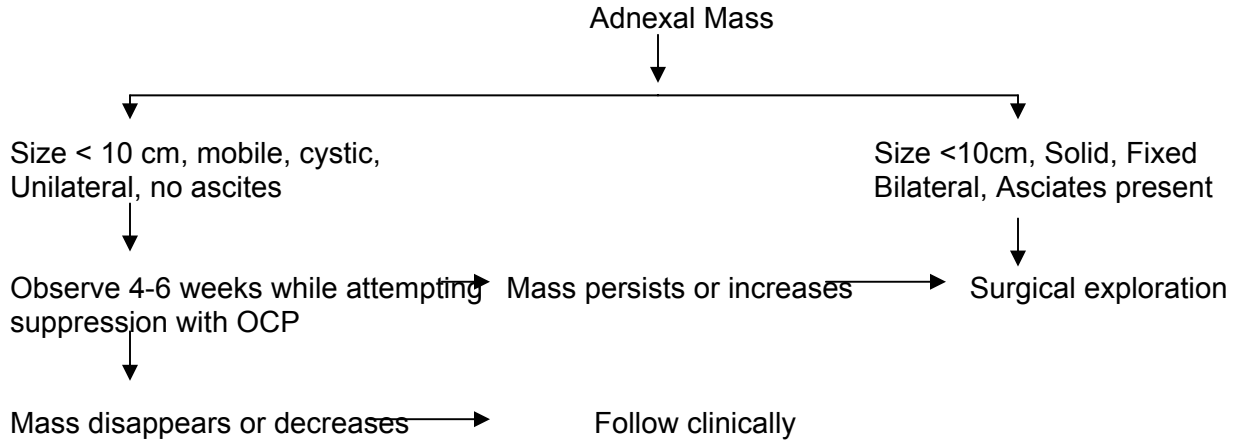 Adnexal Mass
Size < 10 cm, mobile, cystic,
Unilateral, no ascites
Size <10cm, Solid, Fixed
Bilateral, Asciates present
Observe 4-6 weeks while attempting
suppression with OCP
Mass persists or increases
Surgical exploration
Mass disappears or decreases
Follow clinically